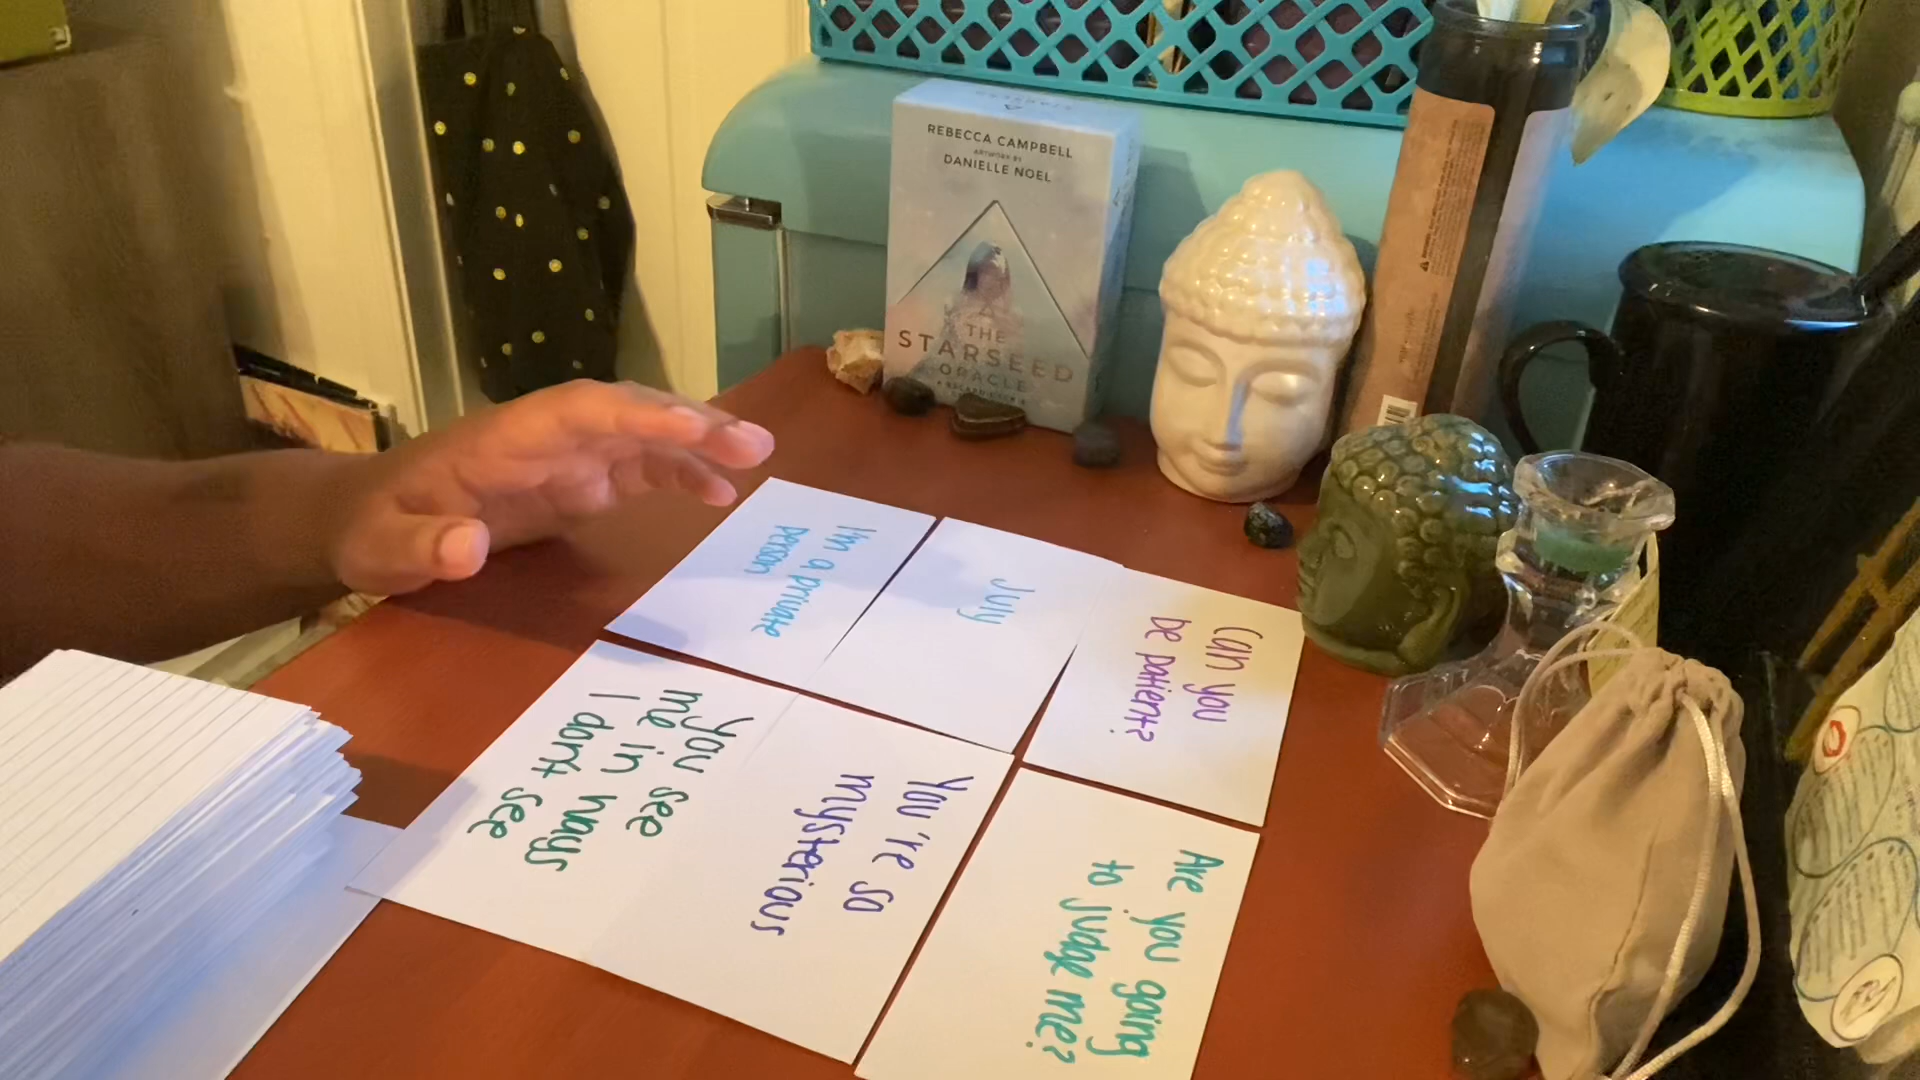 REBECCA CAMPBELL
ARTWORK BY
DANIELLE NOEL
THE
STARSEED
ORACLE
I'm a private
person
July
Can you
be patient?
You see
me in ways
I don't see
You're so
mysterious
Are you going
to judge me?